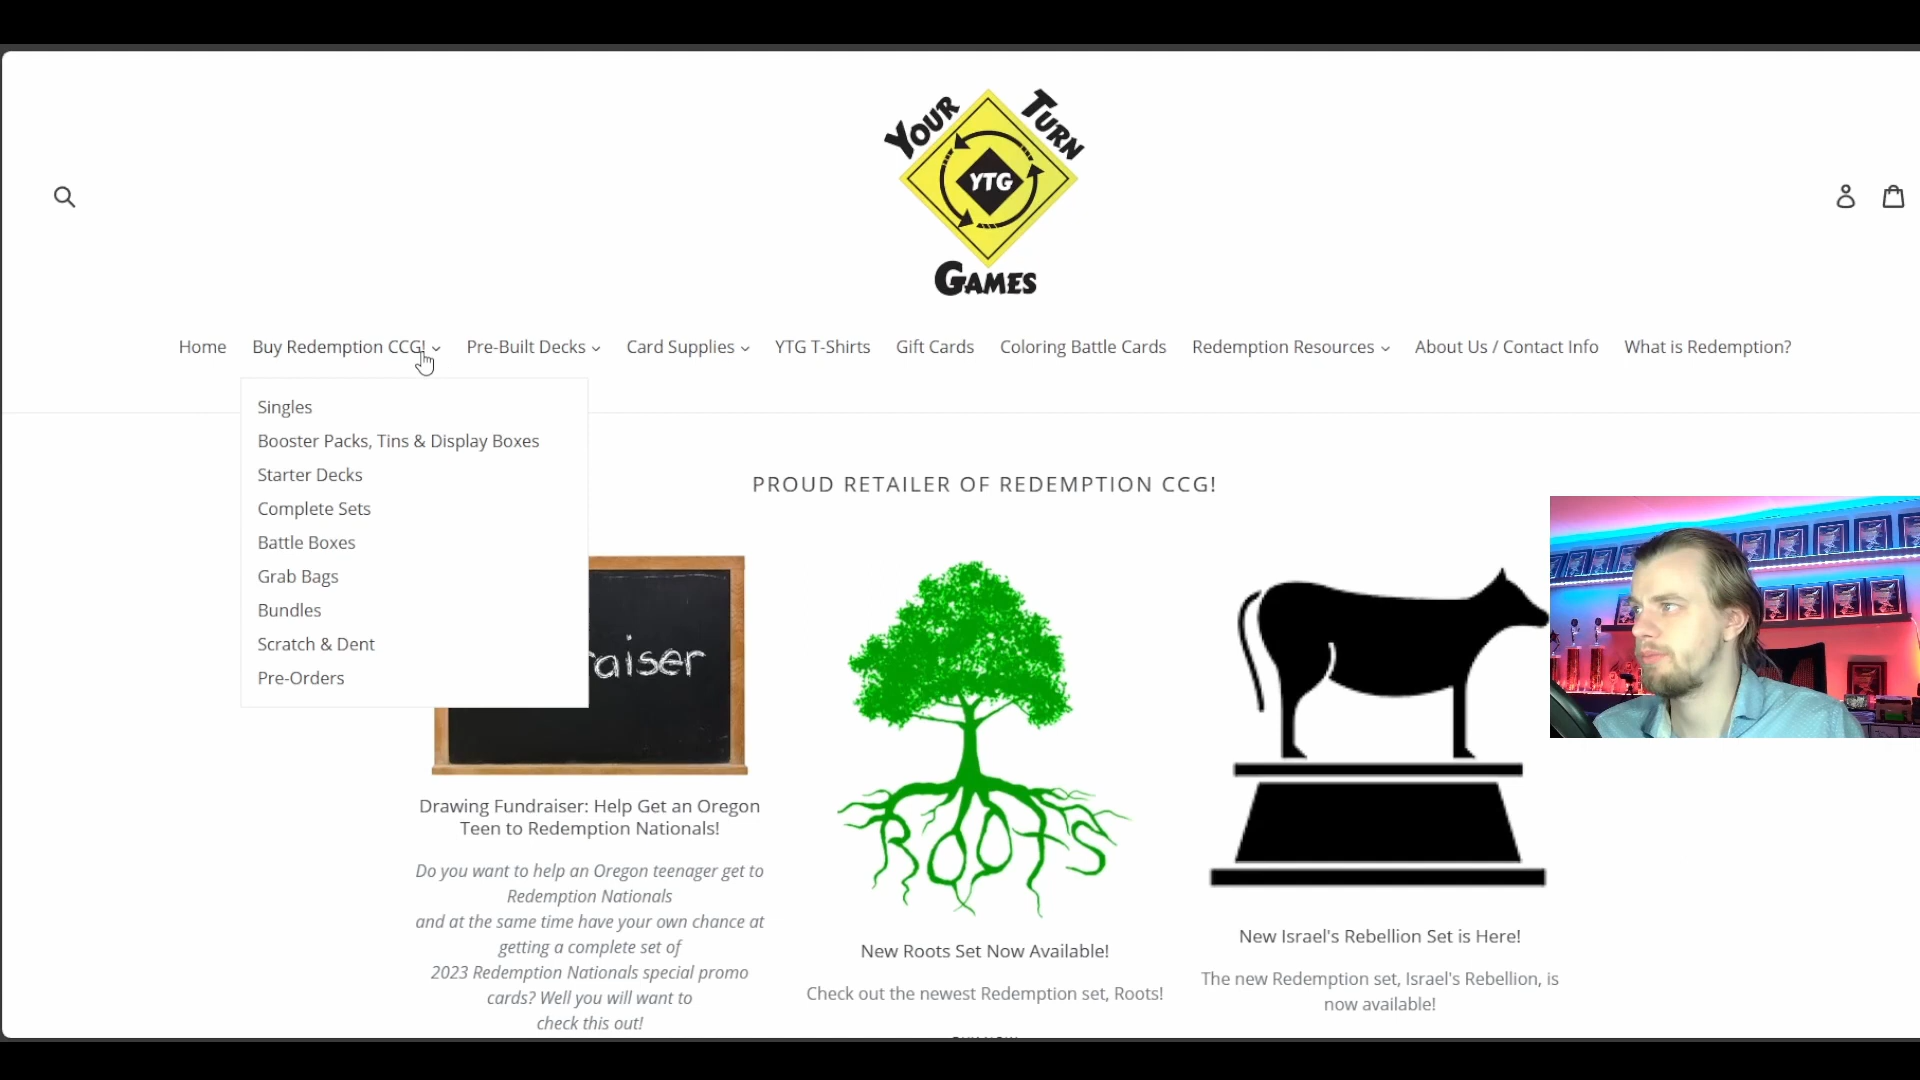 YOUR TURN
YTG
GAMES
Home Buy Redemption CCG! Pre-Built Decks Card Supplies YTG T-Shirts Gift Cards Coloring Battle Cards Redemption Resources About Us / Contact Info What is Redemption?
Singles
Booster Packs, Tins & Display Boxes
Starter Decks
Complete Sets
Battle Boxes
Grab Bags
Bundles
Scratch & Dent
Pre-Orders
PROUD RETAILER OF REDEMPTION CCG!
raiser
Drawing Fundraiser: Help Get an Oregon
Teen to Redemption Nationals!
Do you want to help an Oregon teenager get to
Redemption Nationals
and at the same time have your own chance at
getting a complete set of
2023 Redemption Nationals special promo
cards? Well you will want to
check this out!
ROOTS
New Roots Set Now Available!
Check out the newest Redemption set, Roots!
New Israel's Rebellion Set is Here!
The new Redemption set, Israel's Rebellion, is
now available!